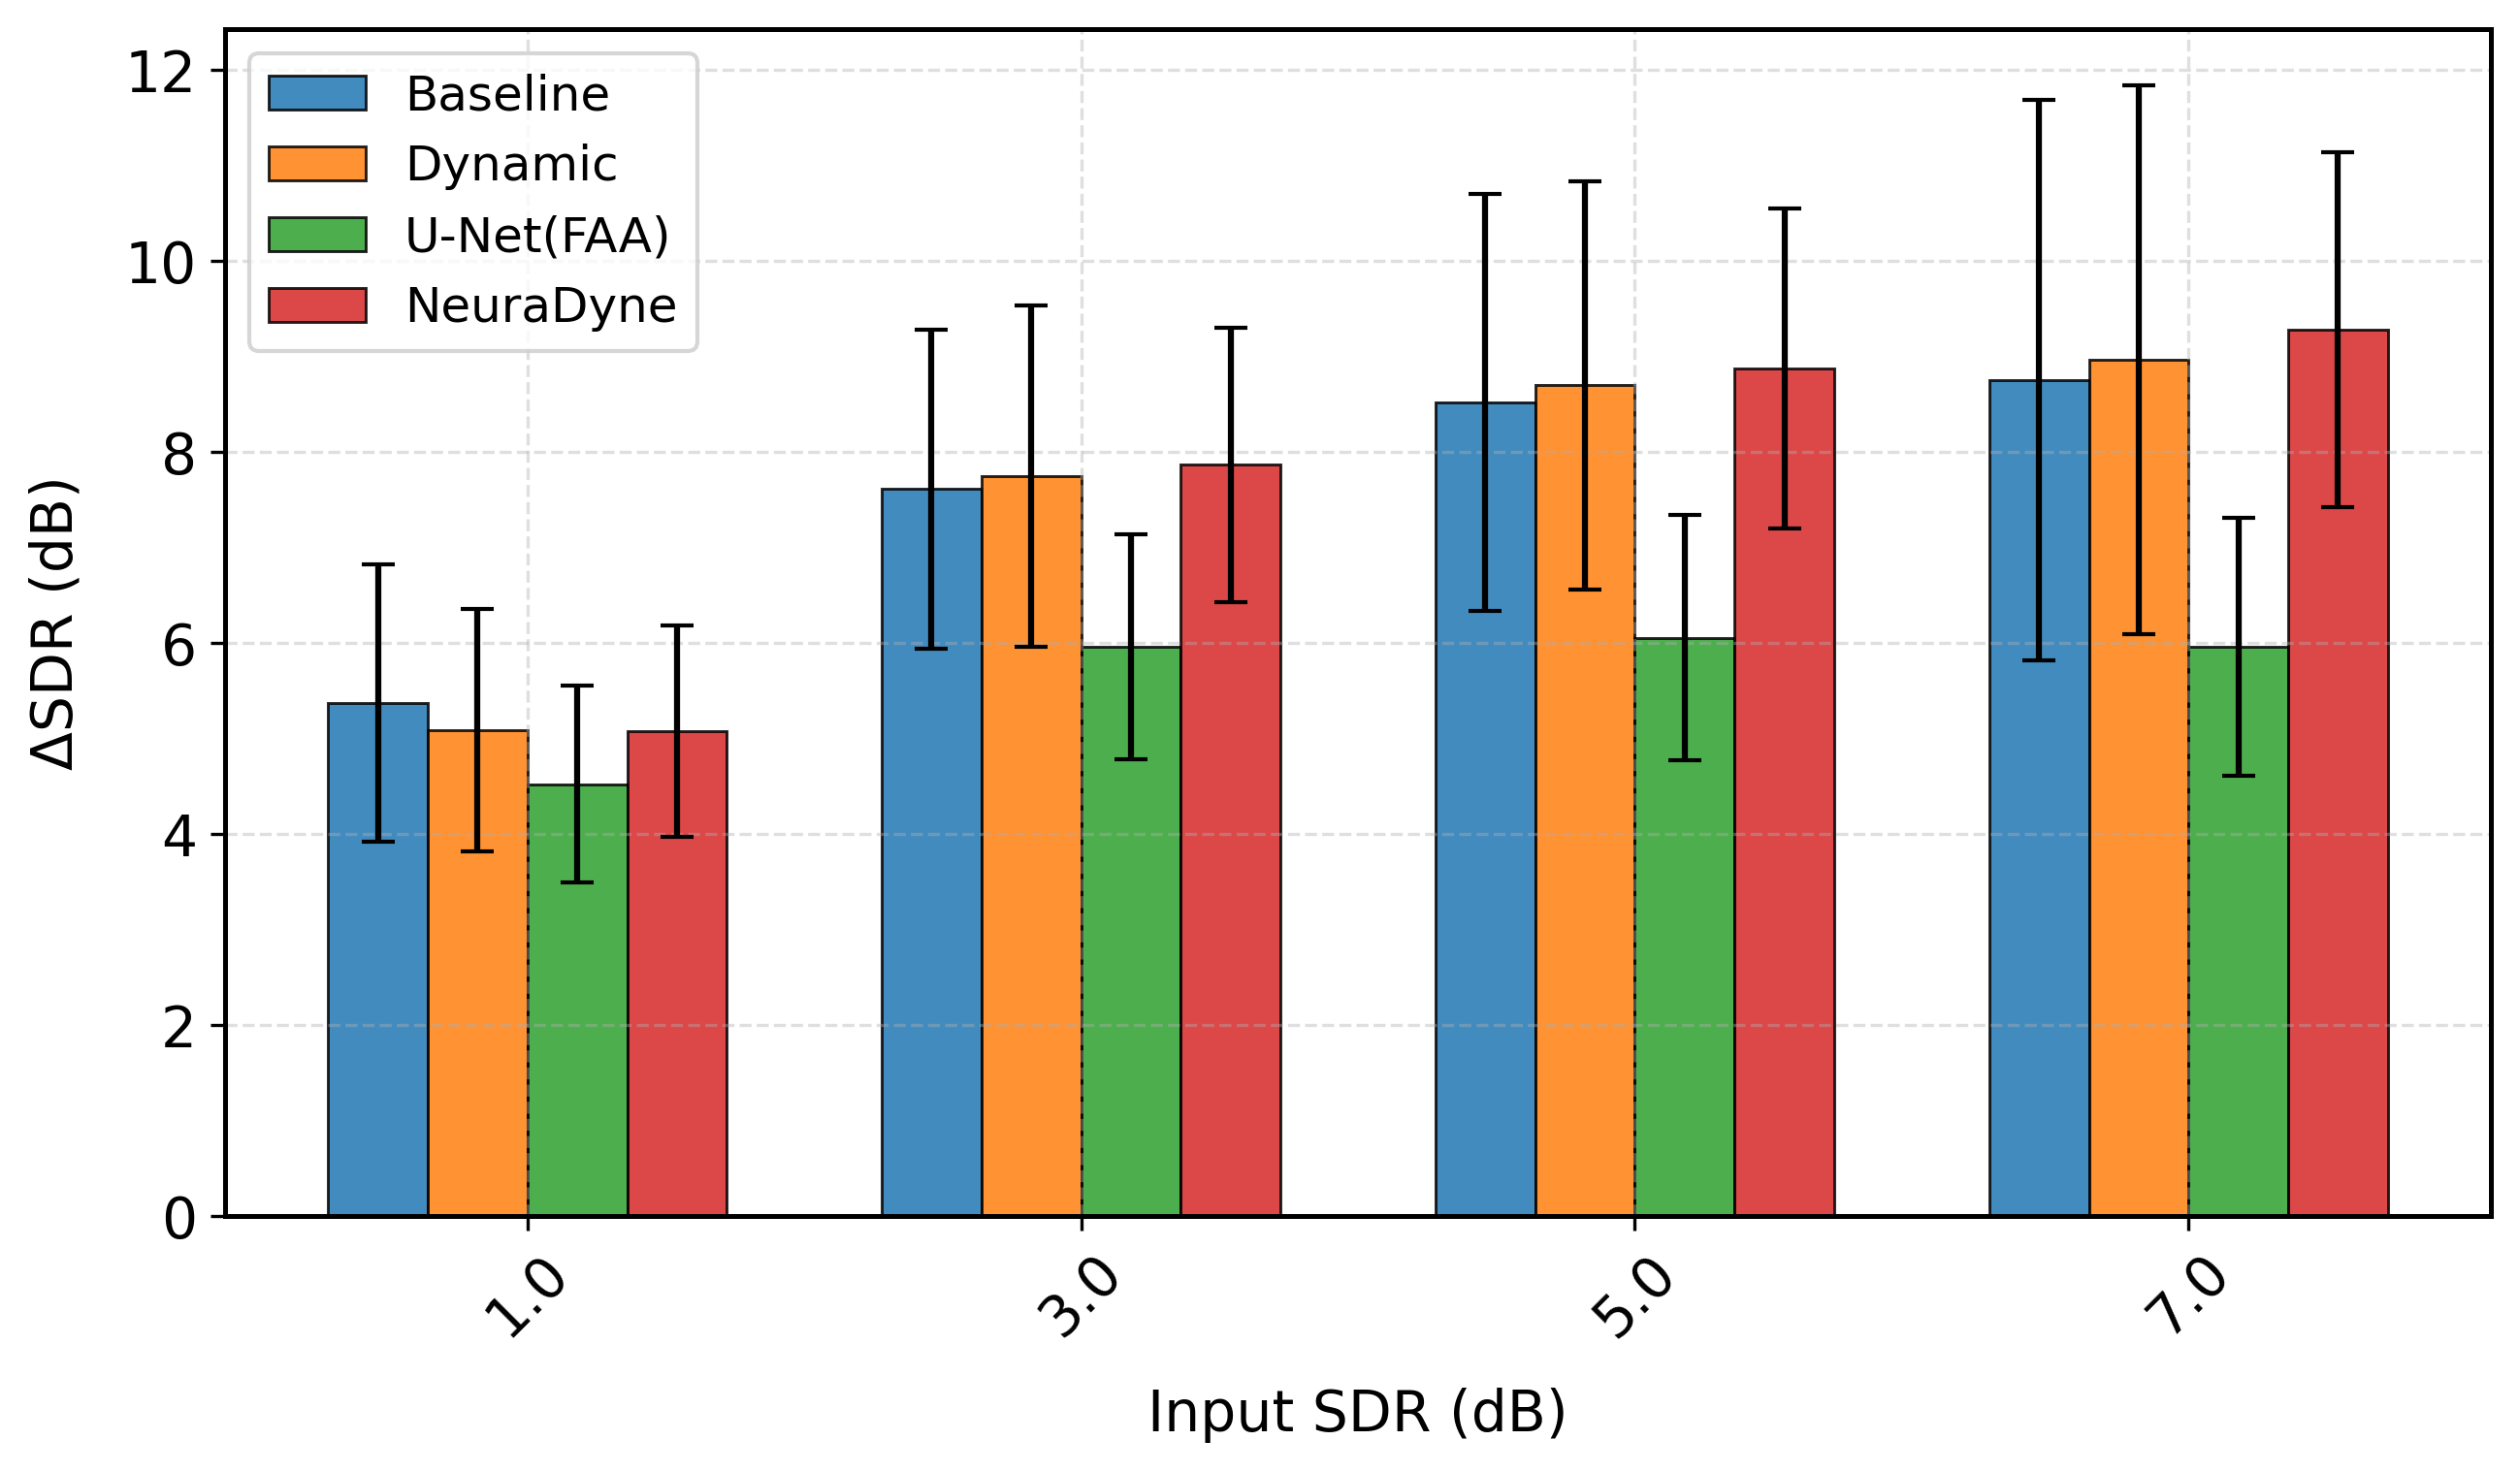 12
10
8
6
4
2
0
ΔSDR (dB)
Baseline
Dynamic
U-Net(FAA)
NeuraDyne
1.0
3.0
5.0
7.0
Input SDR (dB)